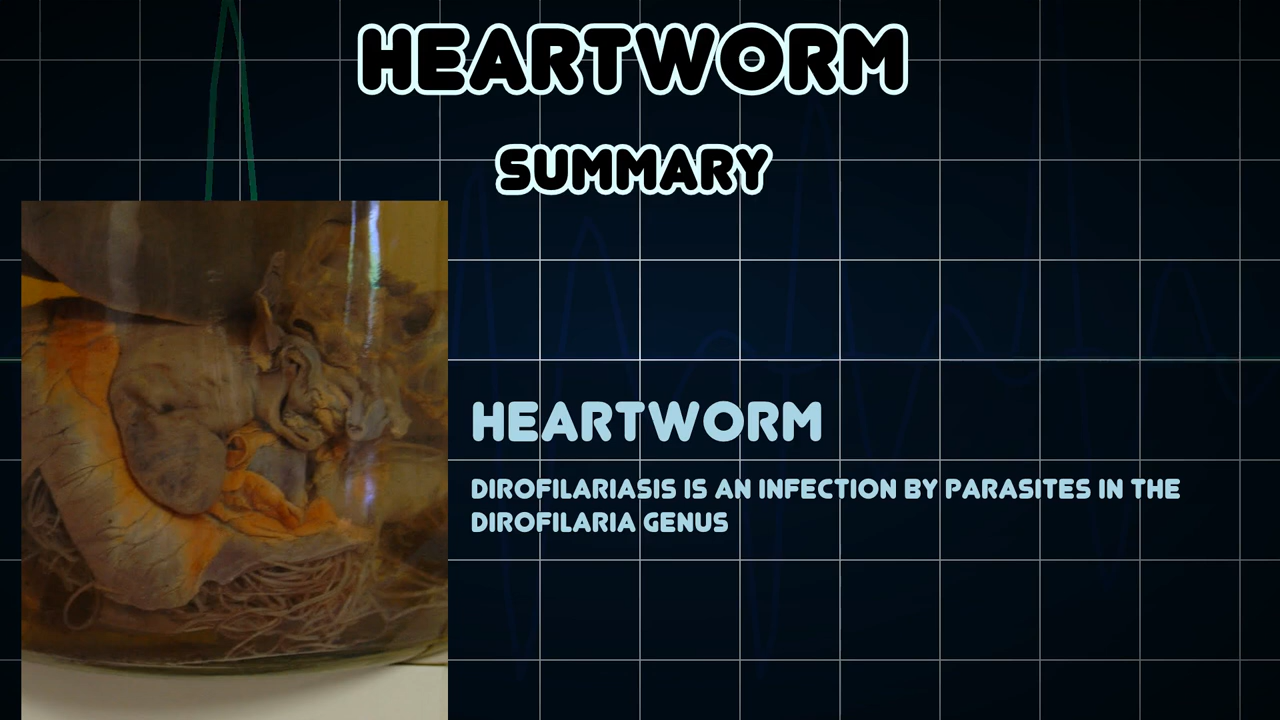 HEARTWORM
SUMMARY
HEARTWORM
DIROFILARIASIS IS AN INFECTION BY PARASITES IN THE
DIROFILARIA GENUS